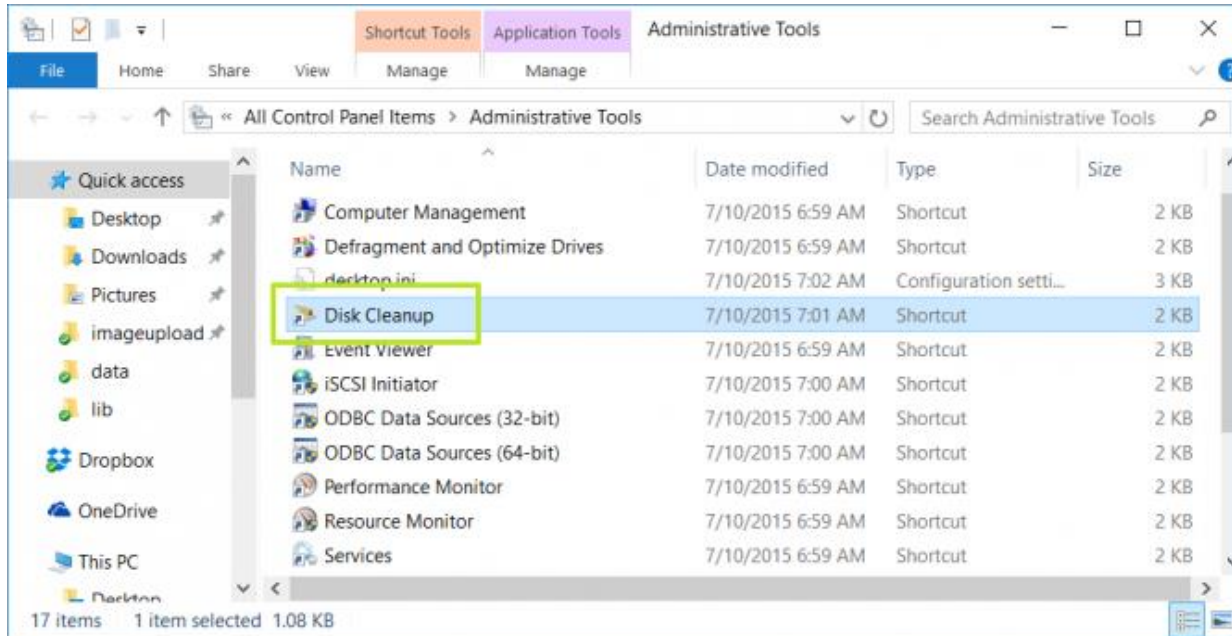 Shortcut Tools Application Tools Administrative Tools
File Home Share View Manage Manage
« All Control Panel Items > Administrative Tools Search Administrative Tools
Name Date modified Type Size
Quick access
Desktop
Downloads
Pictures
imageupload
data
lib
Dropbox
OneDrive
This PC
Desktop
Computer Management 7/10/2015 6:59 AM Shortcut 2 KB
Defragment and Optimize Drives 7/10/2015 6:59 AM Shortcut 2 KB
desktop.ini 7/10/2015 7:02 AM Configuration setti... 3 KB
Disk Cleanup 7/10/2015 7:01 AM Shortcut 2 KB
Event Viewer 7/10/2015 6:59 AM Shortcut 2 KB
iSCSI Initiator 7/10/2015 7:00 AM Shortcut 2 KB
ODBC Data Sources (32-bit) 7/10/2015 7:00 AM Shortcut 2 KB
ODBC Data Sources (64-bit) 7/10/2015 7:00 AM Shortcut 2 KB
Performance Monitor 7/10/2015 6:59 AM Shortcut 2 KB
Resource Monitor 7/10/2015 6:59 AM Shortcut 2 KB
Services 7/10/2015 6:59 AM Shortcut 2 KB
17 items 1 item selected 1.08 KB